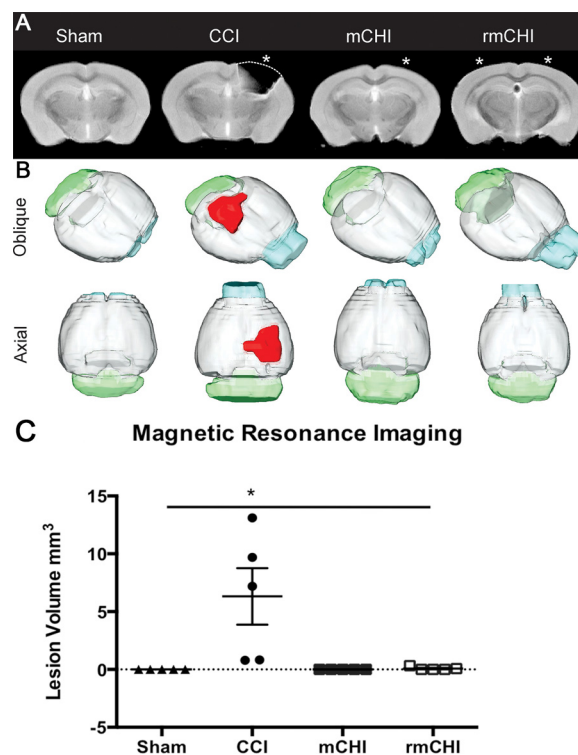 A
Sham CCI mCHI rmCHI
* * * *
B
Oblique
Axial
C
Magnetic Resonance Imaging
Lesion Volume mm³
*
15
10
5
0
-5
Sham CCI mCHI rmCHI